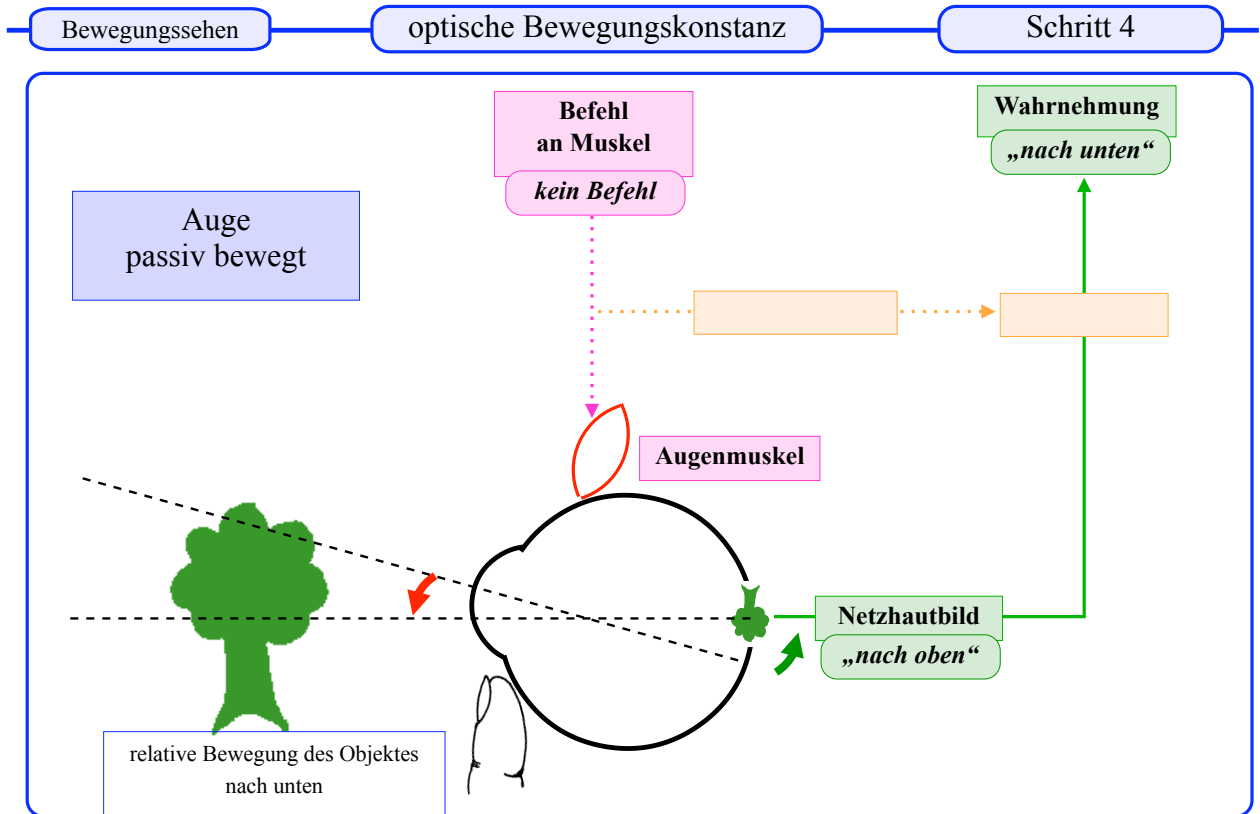 Bewegungssehen
optische Bewegungskonstanz
Schritt 4
Befehl
an Muskel
kein Befehl
Wahrnehmung
„nach unten“
Auge
passiv bewegt
Augenmuskel
Netzhautbild
„nach oben“
relative Bewegung des Objektes
nach unten